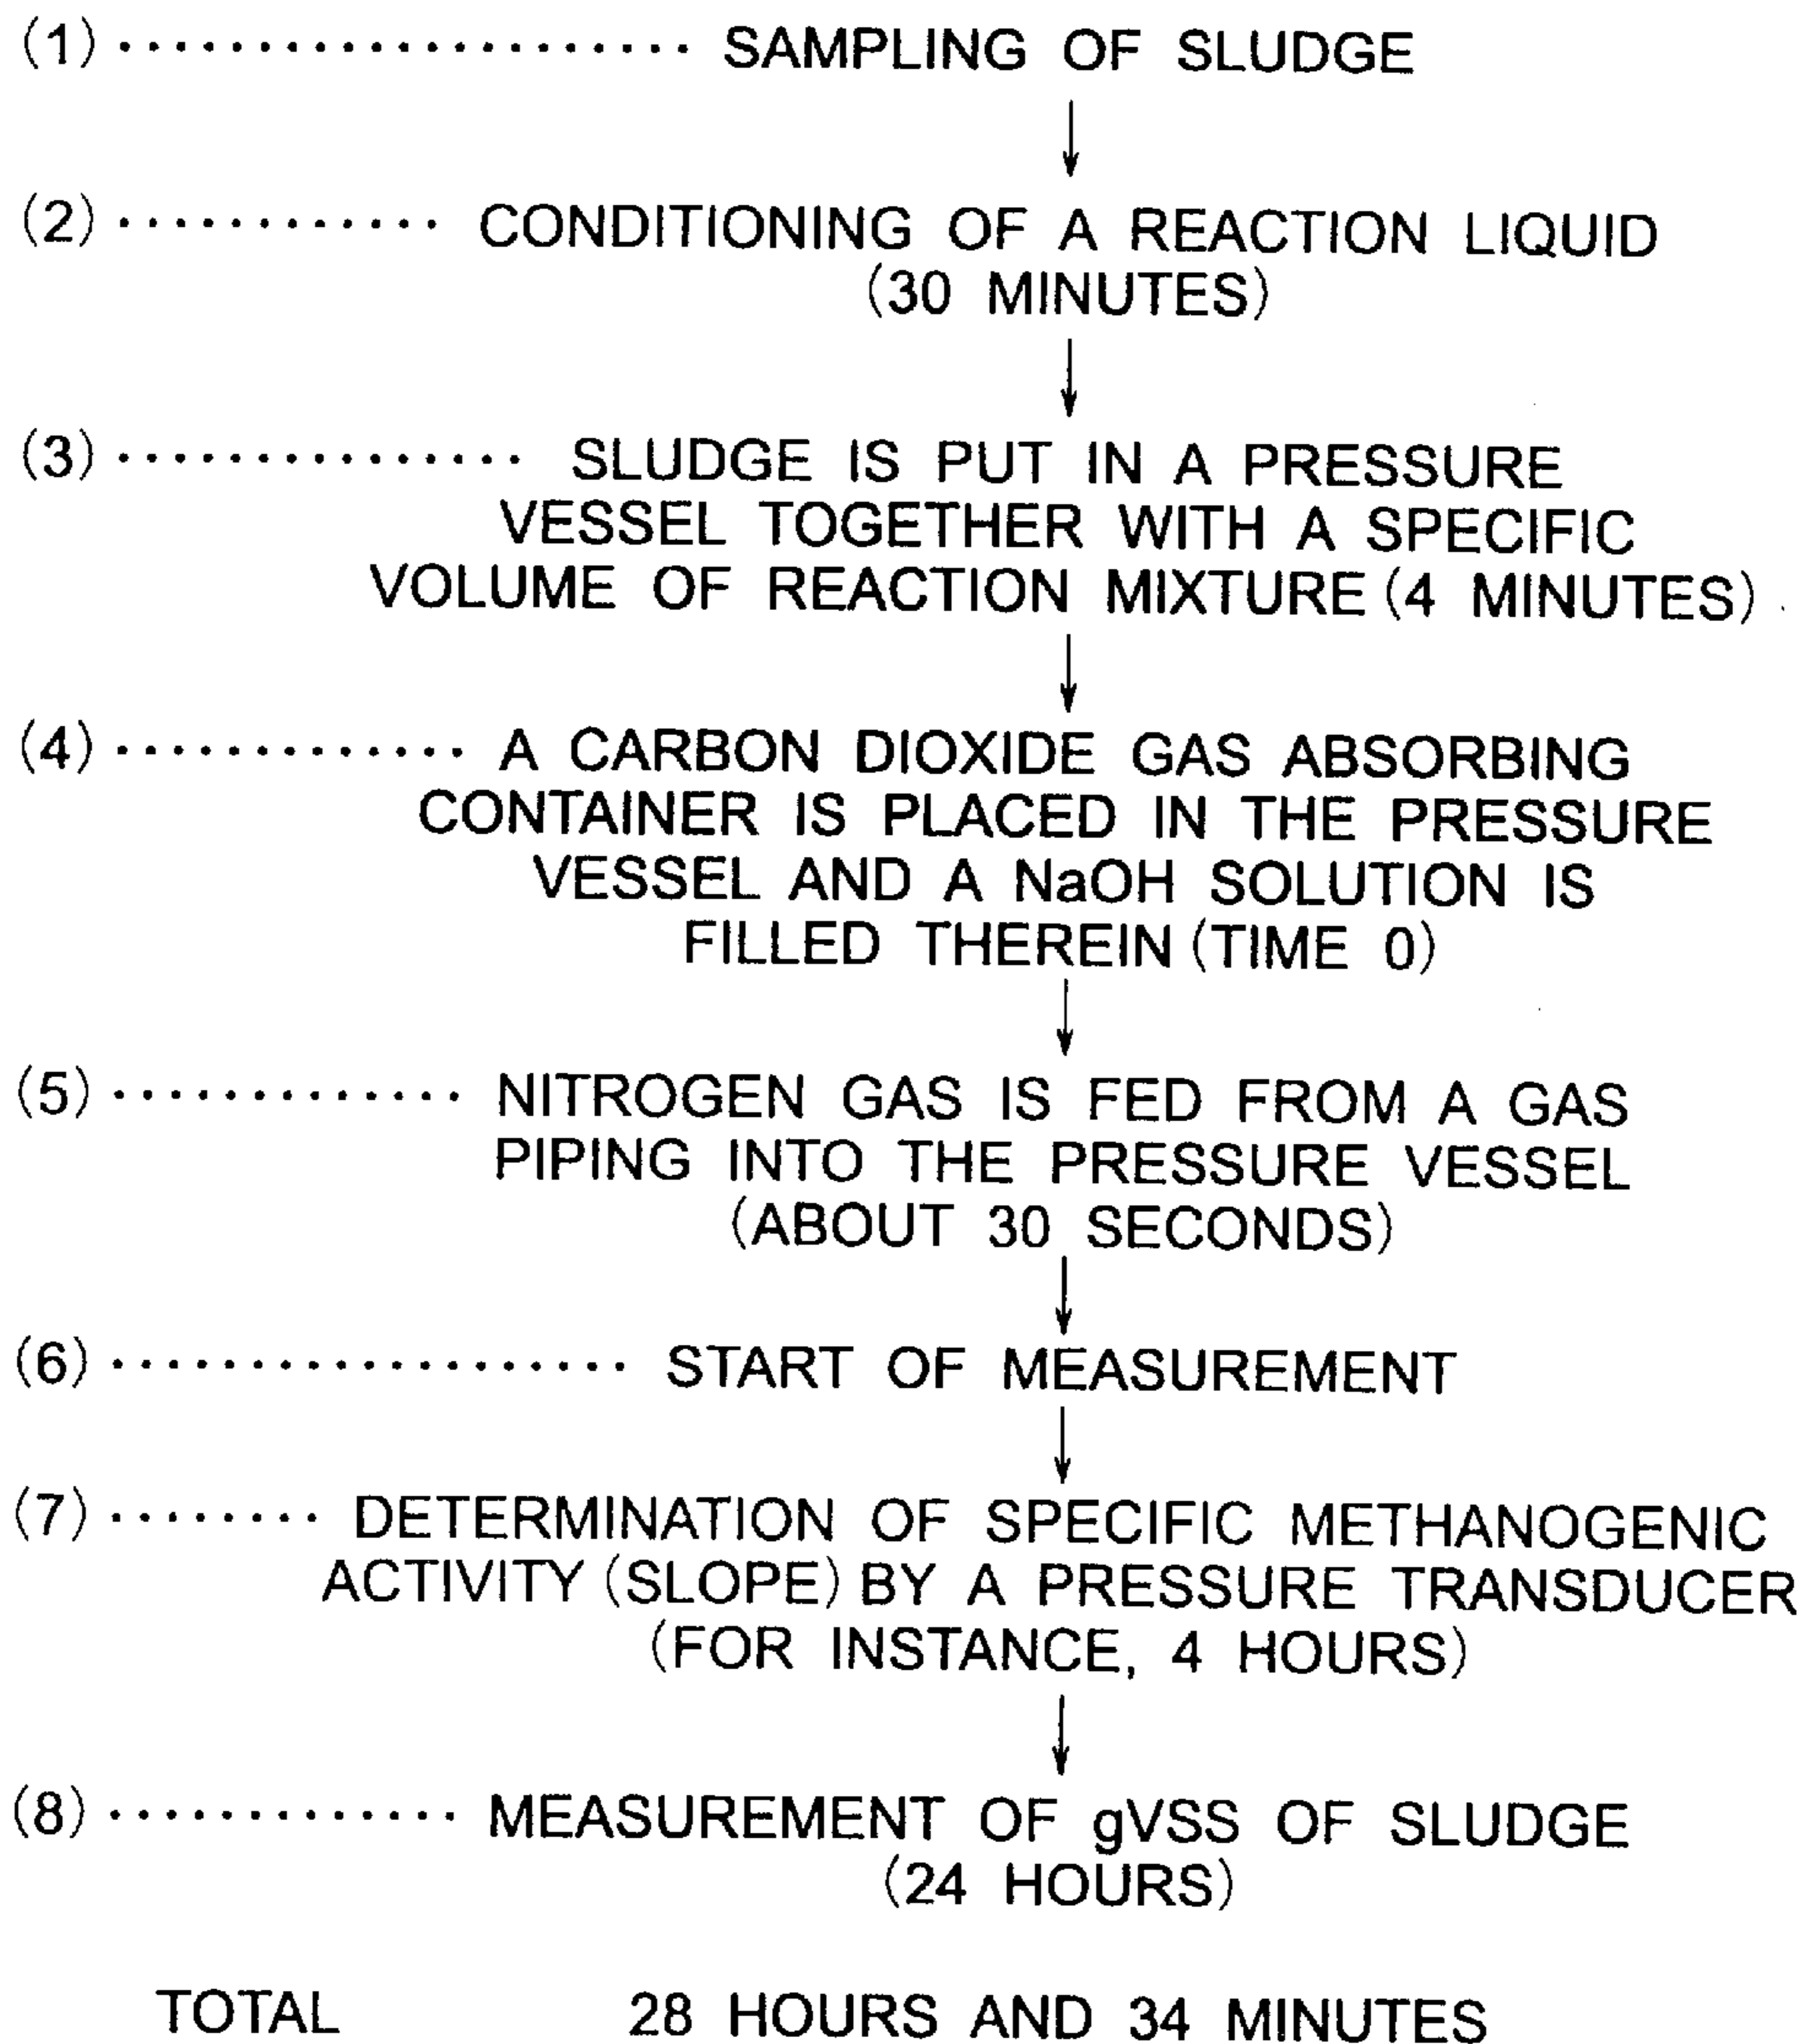 (1) ····················· SAMPLING OF SLUDGE
↓
(2) ············ CONDITIONING OF A REACTION LIQUID
(30 MINUTES)
↓
(3) ··············· SLUDGE IS PUT IN A PRESSURE
VESSEL TOGETHER WITH A SPECIFIC
VOLUME OF REACTION MIXTURE (4 MINUTES)
↓
(4) ············· A CARBON DIOXIDE GAS ABSORBING
CONTAINER IS PLACED IN THE PRESSURE
VESSEL AND A NaOH SOLUTION IS
FILLED THEREIN (TIME 0)
↓
(5) ············· NITROGEN GAS IS FED FROM A GAS
PIPING INTO THE PRESSURE VESSEL
(ABOUT 30 SECONDS)
↓
(6) ··················· START OF MEASUREMENT
↓
(7) ········ DETERMINATION OF SPECIFIC METHANOGENIC
ACTIVITY (SLOPE) BY A PRESSURE TRANSDUCER
(FOR INSTANCE, 4 HOURS)
↓
(8) ············· MEASUREMENT OF gVSS OF SLUDGE
(24 HOURS)
TOTAL 28 HOURS AND 34 MINUTES